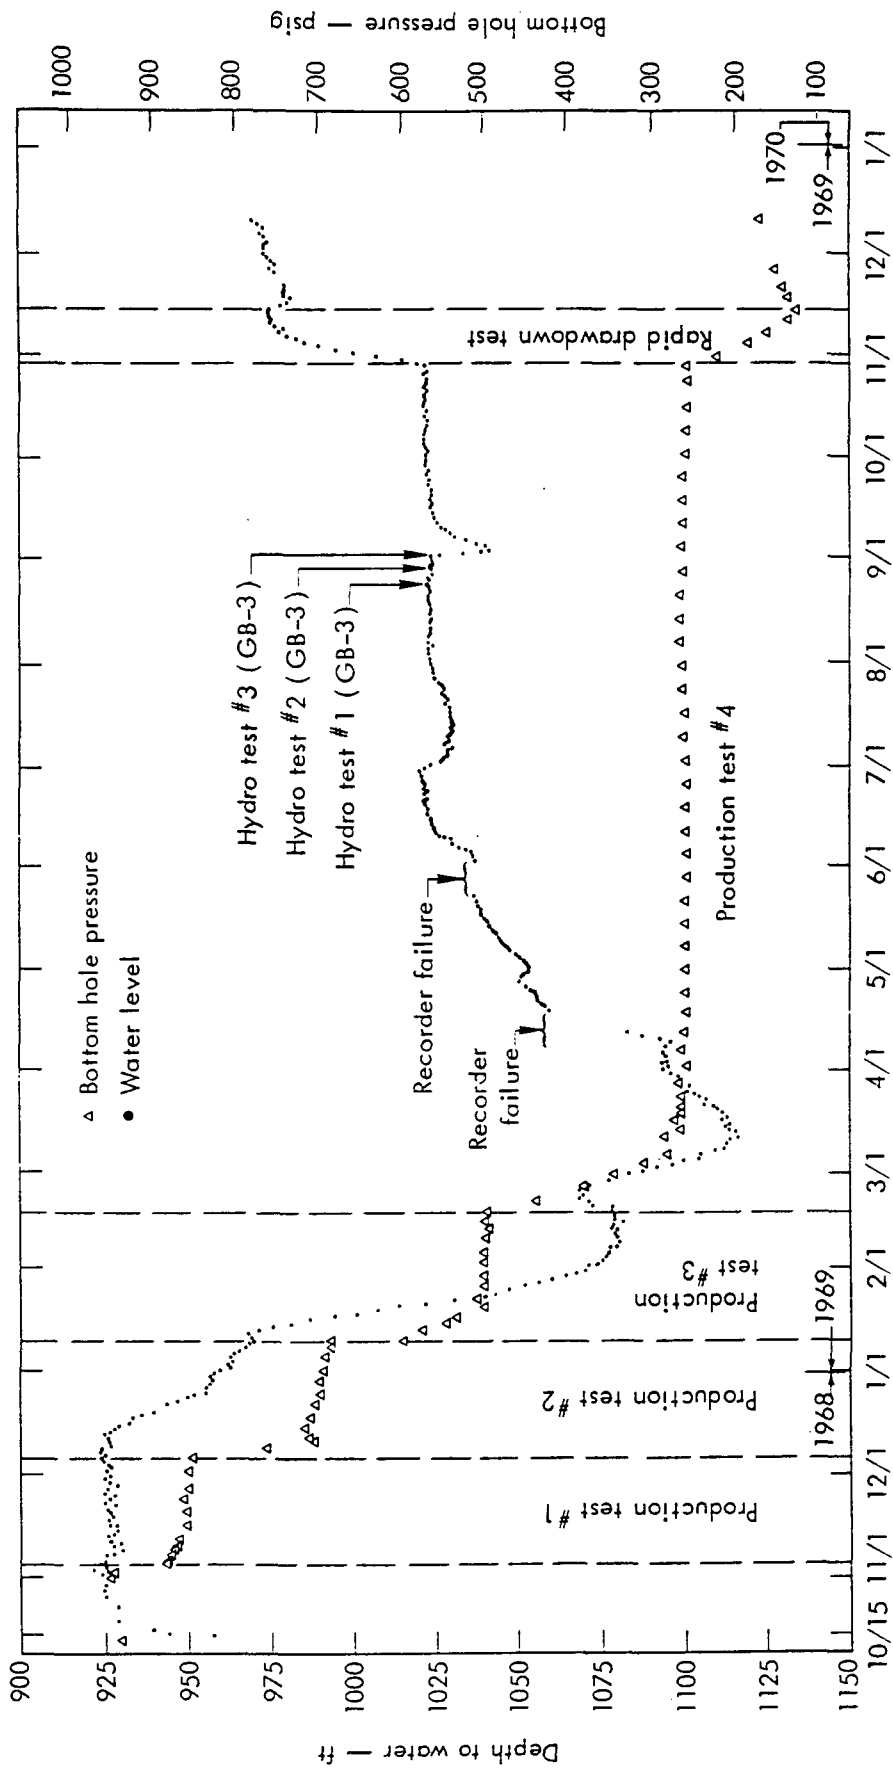 Bottom hole pressure — psig
1000
900
800
700
600
500
400
300
200
100
△ Bottom hole pressure
● Water level
Hydro test #3 (GB-3)
Hydro test #2 (GB-3)
Hydro test #1 (GB-3)
Recorder failure
Recorder
failure
Production test #1
Production test #2
Production
test #3
Production test #4
Rapid drawdown test
1968
1969
1969
1970
Depth to water — ft
900
925
950
975
1000
1025
1050
1075
1100
1125
1150
10/15
11/1
12/1
1/1
2/1
3/1
4/1
5/1
6/1
7/1
8/1
9/1
10/1
11/1
12/1
1/1